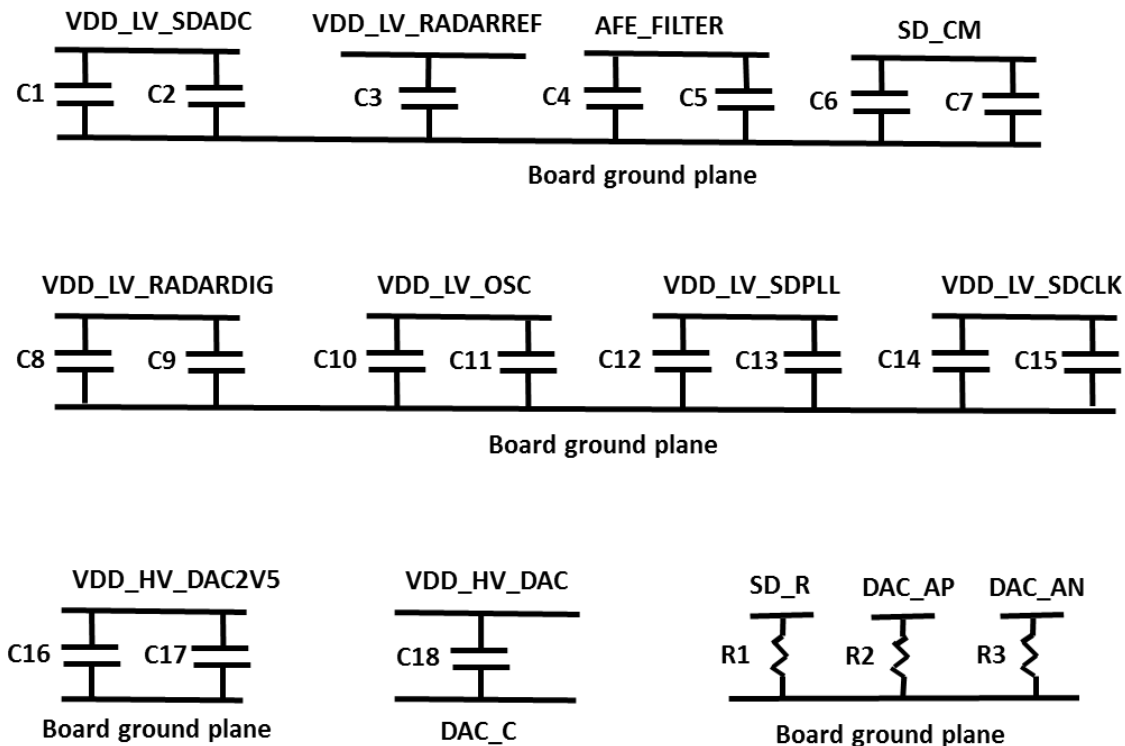 VDD_LV_SDADC VDD_LV_RADARREF AFE_FILTER SD_CM
C1 C2 C3 C4 C5 C6 C7
Board ground plane
VDD_LV_RADARDIG VDD_LV_OSC VDD_LV_SDPLL VDD_LV_SDCLK
C8 C9 C10 C11 C12 C13 C14 C15
Board ground plane
VDD_HV_DAC2V5 VDD_HV_DAC SD_R DAC_AP DAC_AN
C16 C17 C18 R1 R2 R3
Board ground plane DAC_C Board ground plane